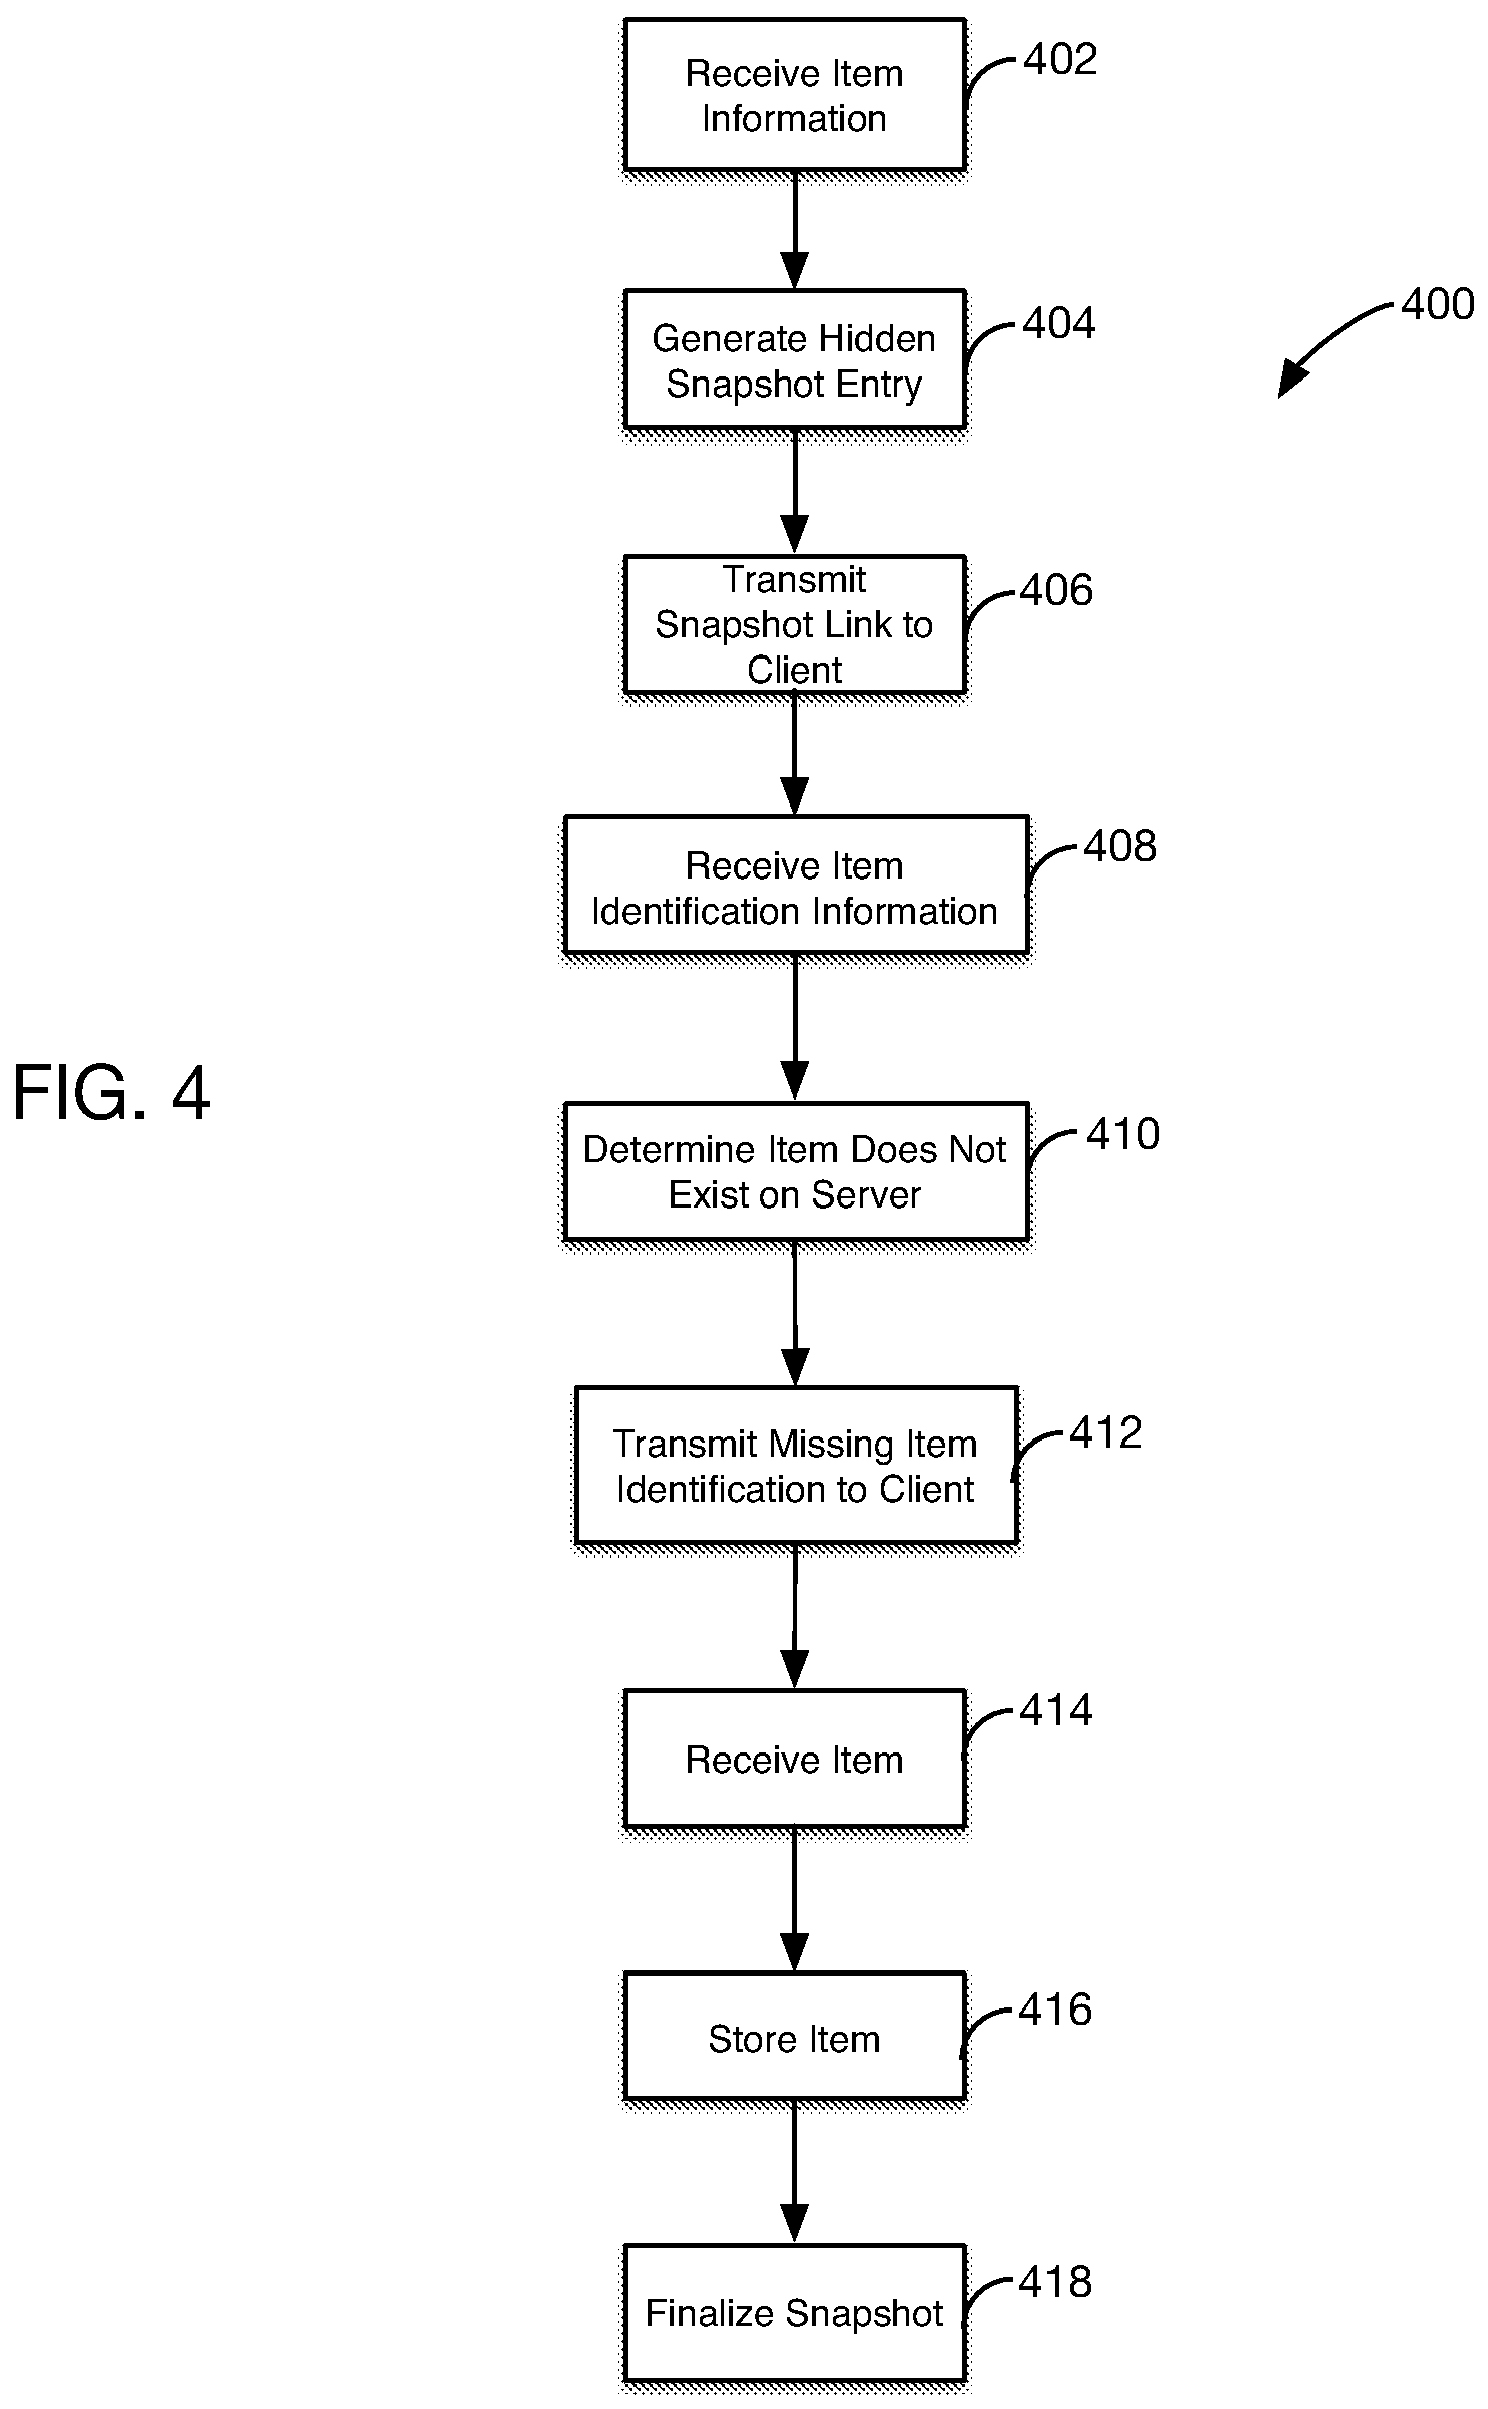 Receive Item
Information
402
Generate Hidden
Snapshot Entry
404
400
Transmit
Snapshot Link to
Client
406
Receive Item
Identification Information
408
FIG. 4
Determine Item Does Not
Exist on Server
410
Transmit Missing Item
Identification to Client
412
Receive Item
414
Store Item
416
Finalize Snapshot
418